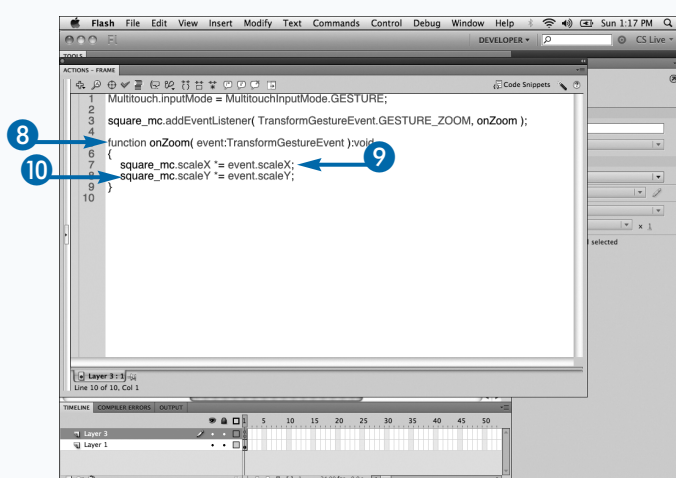 Flash File Edit View Insert Modify Text Commands Control Debug Window Help Sun 1:17 PM
DEVELOPER CS Live
TOOLS
ACTIONS – FRAME
Code Snippets
1 Multitouch.inputMode = MultitouchInputMode.GESTURE;
2
3 square_mc.addEventListener( TransformGestureEvent.GESTURE_ZOOM, onZoom );
4
8
function onZoom( event:TransformGestureEvent ):void
6 {
7 square_mc.scaleX *= event.scaleX;
9
10
8 square_mc.scaleY *= event.scaleY;
9 }
10
x 1
selected
Layer 3 : 1
Line 10 of 10, Col 1
TIMELINE COMPILER ERRORS OUTPUT
1 5 10 15 20 25 30 35 40 45 50
Layer 3
Layer 1